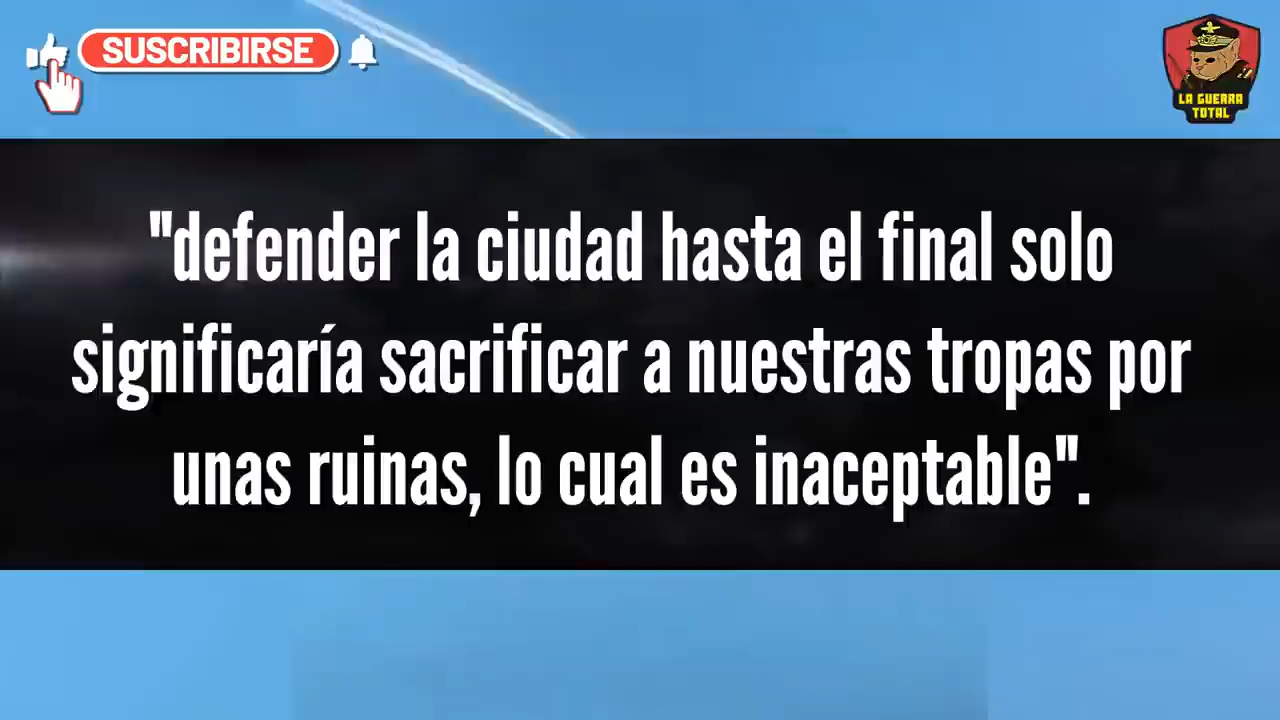 SUSCRIBIRSE
LA GUERRA
TOTAL
"defender la ciudad hasta el final solo
significaría sacrificar a nuestras tropas por
unas ruinas, lo cual es inaceptable".